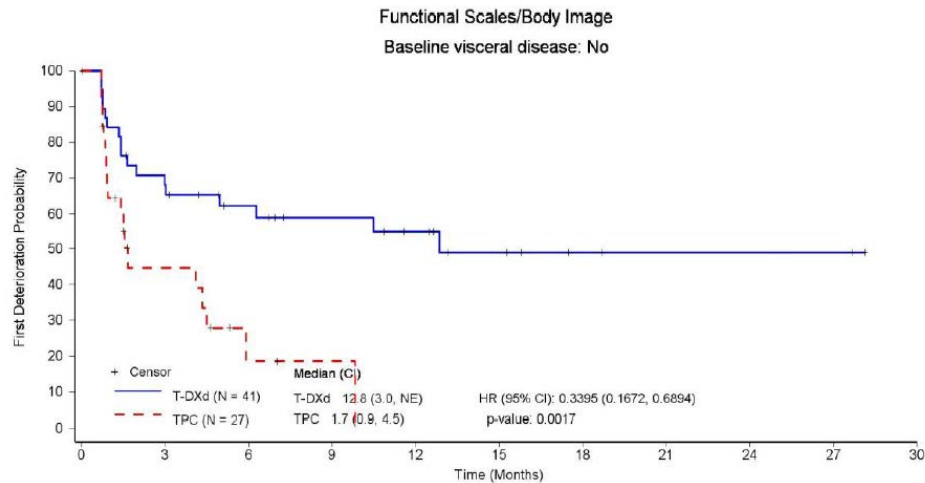 Functional Scales/Body Image
Baseline visceral disease: No
First Deterioration Probability
100
90
80
70
60
50
40
30
20
10
0
+ Censor
Median (CI)
T-DXd (N = 41)
T-DXd 12.8 (3.0, NE)
HR (95% CI): 0.3395 (0.1672, 0.6894)
TPC (N = 27)
TPC 1.7 (0.9, 4.5)
p-value: 0.0017
0 3 6 9 12 15 18 21 24 27 30
Time (Months)